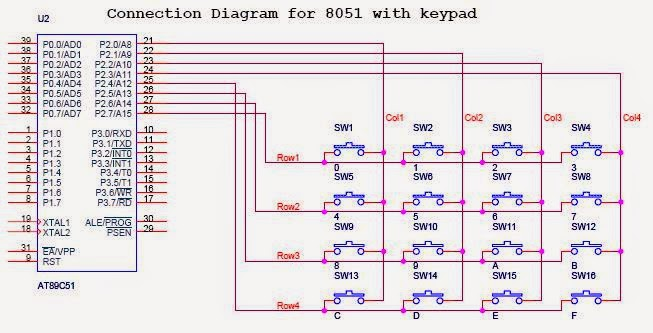 Connection Diagram for 8051 with keypad
U2
39 P0.0/AD0 P2.0/A8 21
38 P0.1/AD1 P2.1/A9 22
37 P0.2/AD2 P2.2/A10 23
36 P0.3/AD3 P2.3/A11 24
35 P0.4/AD4 P2.4/A12 25
34 P0.5/AD5 P2.5/A13 26
33 P0.6/AD6 P2.6/A14 27
32 P0.7/AD7 P2.7/A15 28
1 P1.0 P3.0/RXD 10
2 P1.1 P3.1/TXD 11
3 P1.2 P3.2/INT0 12
4 P1.3 P3.3/INT1 13
5 P1.4 P3.4/T0 14
6 P1.5 P3.5/T1 15
7 P1.6 P3.6/WR 16
8 P1.7 P3.7/RD 17
19 XTAL1 ALE/PROG 30
18 XTAL2 PSEN 29
31 EA/VPP
9 RST
AT89C51
Col1 Col2 Col3 Col4
SW1 SW2 SW3 SW4
Row1
0 1 2 3
SW5 SW6 SW7 SW8
Row2
4 5 6 7
SW9 SW10 SW11 SW12
Row3
8 9 A B
SW13 SW14 SW15 SW16
Row4
C D E F